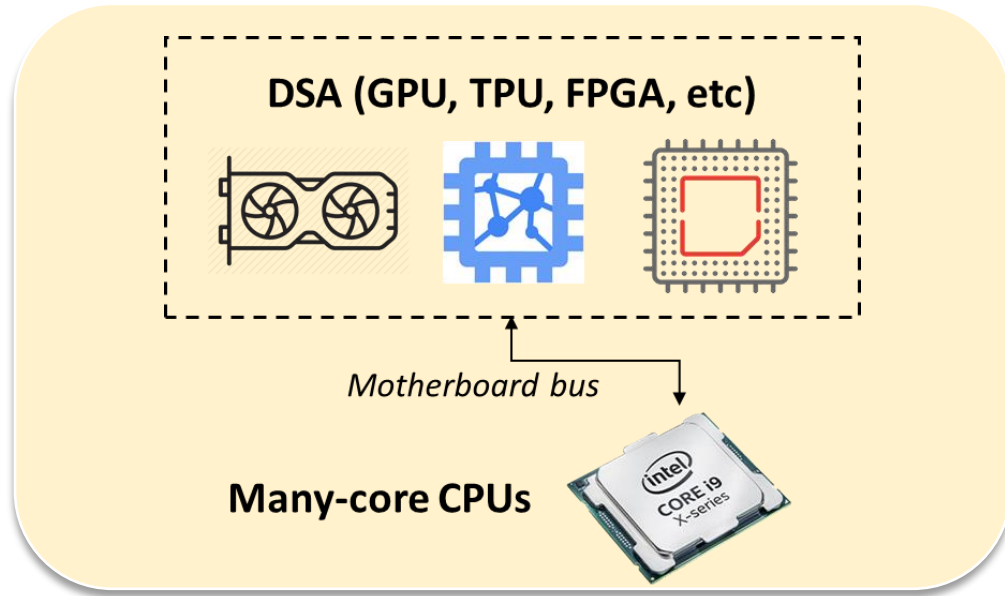 DSA (GPU, TPU, FPGA, etc)
Motherboard bus
Many-core CPUs
intel
CORE i9
X-series